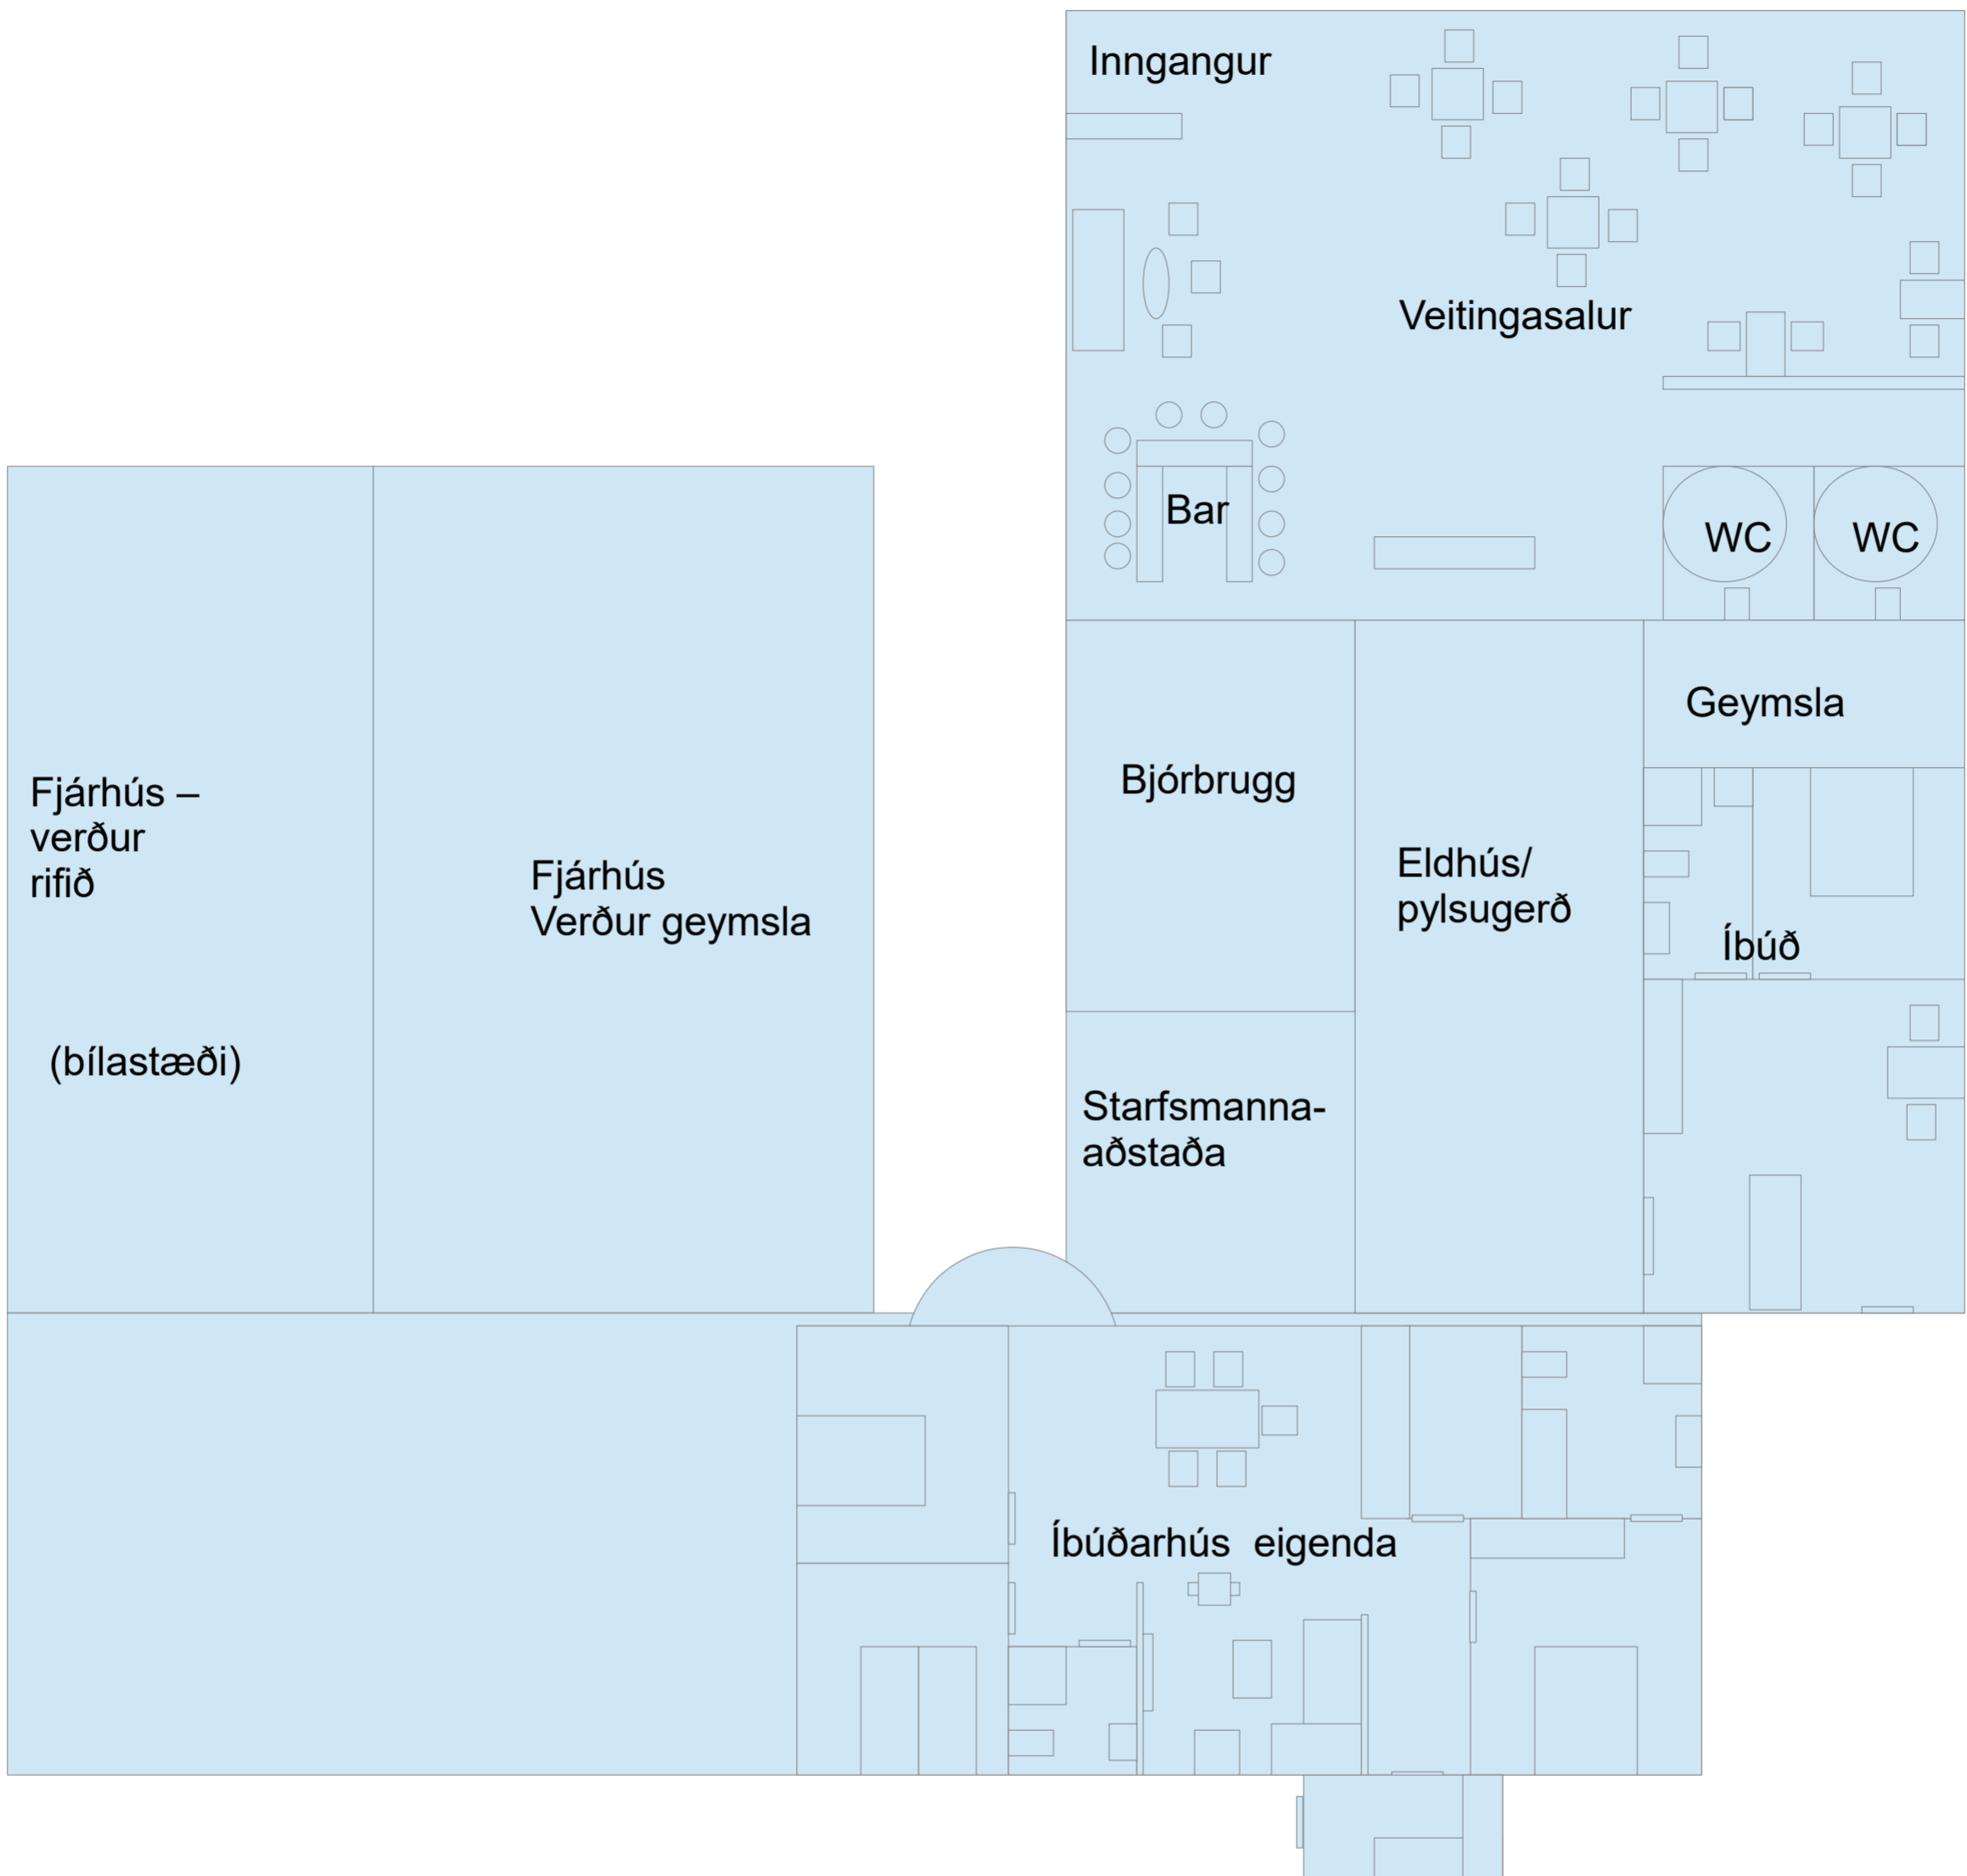 Inngangur
Veitingasalur
Bar
WC
WC
Geymsla
Bjórbrugg
Eldhús/
pylsugerð
Íbúð
Starfsmanna-
aðstaða
Fjárhús –
verður
rifið
(bílastæði)
Fjárhús
Verður geymsla
Íbúðarhús  eigenda